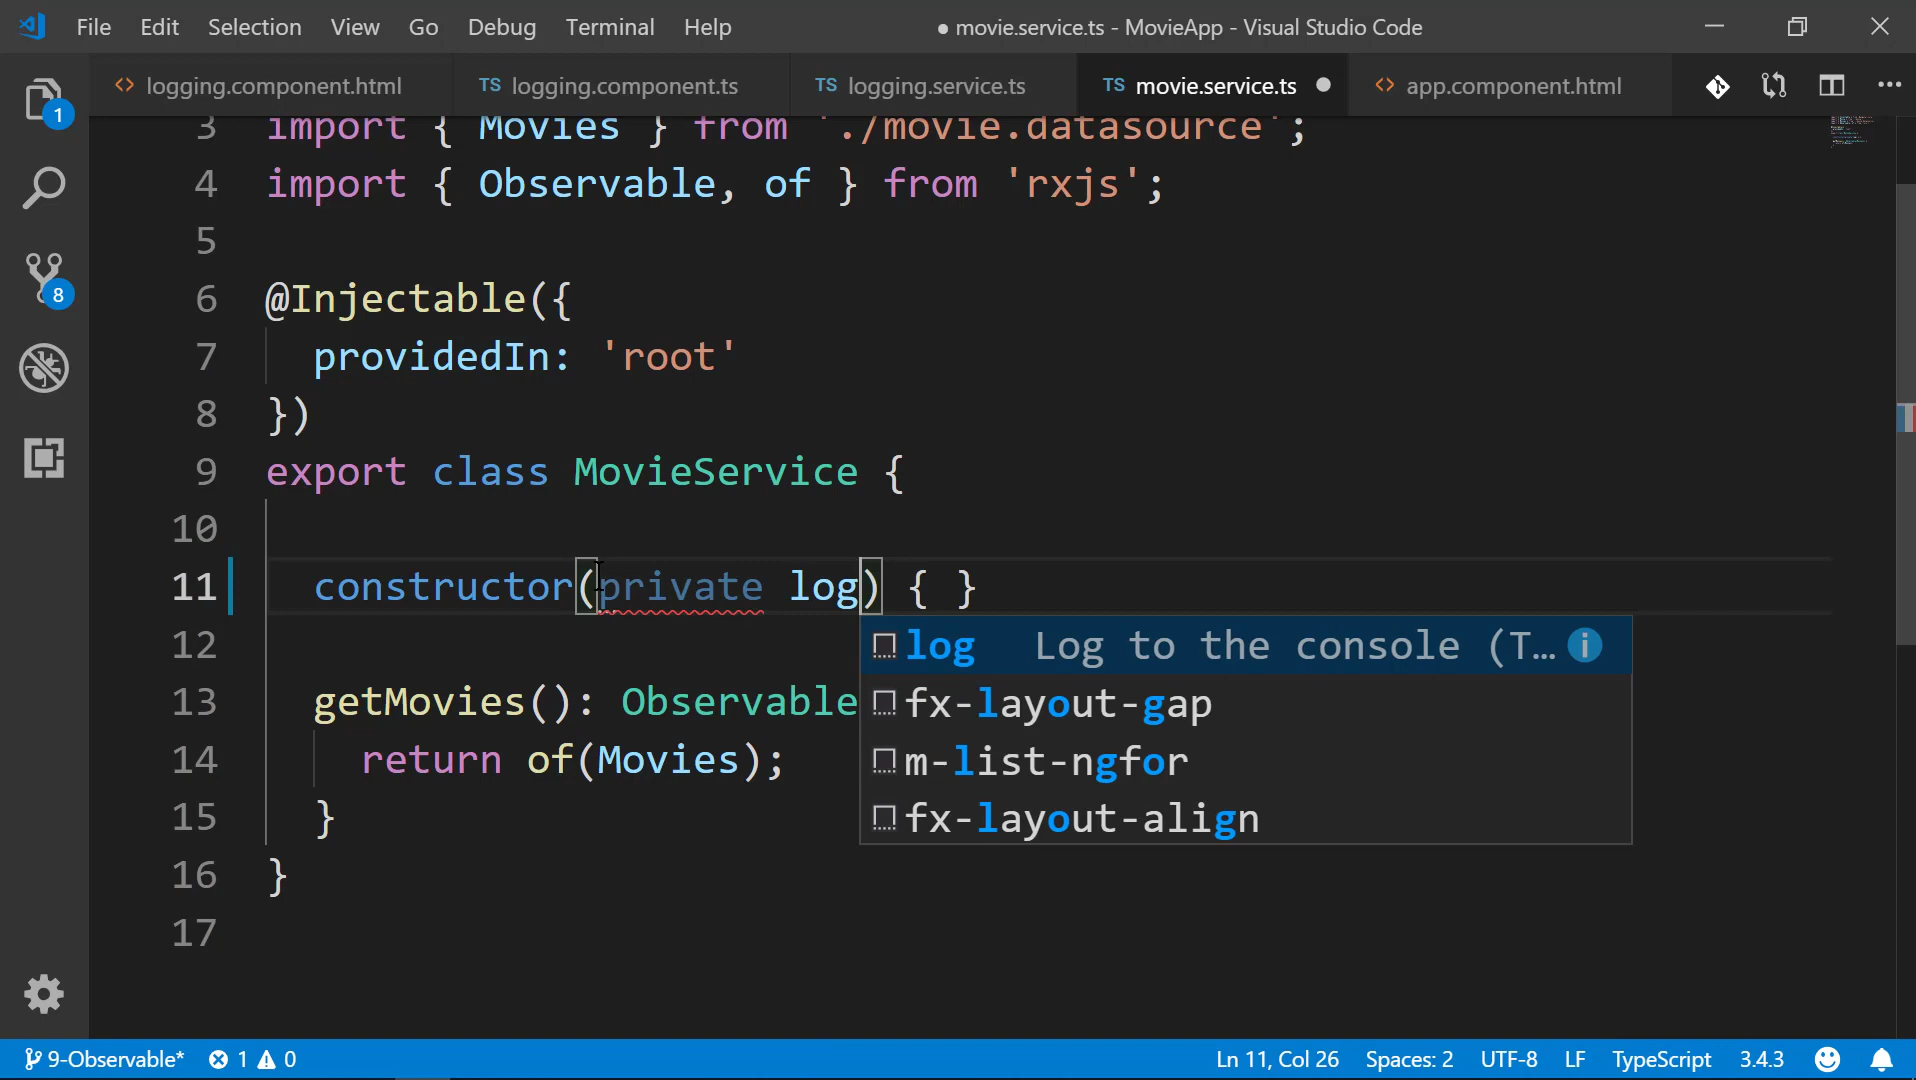 File Edit Selection View Go Debug Terminal Help ● movie.service.ts - MovieApp - Visual Studio Code
<> logging.component.html TS logging.component.ts TS logging.service.ts TS movie.service.ts ● <> app.component.html
1
8
3 import { Movies } from './movie.datasource';
4 import { Observable, of } from 'rxjs';
5
6 @Injectable({
7 providedIn: 'root'
8 })
9 export class MovieService {
10
11 constructor(private log) { }
log Log to the console (T...
12
fx-layout-gap
13 getMovies(): Observable
m-list-ngfor
14 return of(Movies);
fx-layout-align
15 }
16 }
17
9-Observable* 1 0 Ln 11, Col 26 Spaces: 2 UTF-8 LF TypeScript 3.4.3